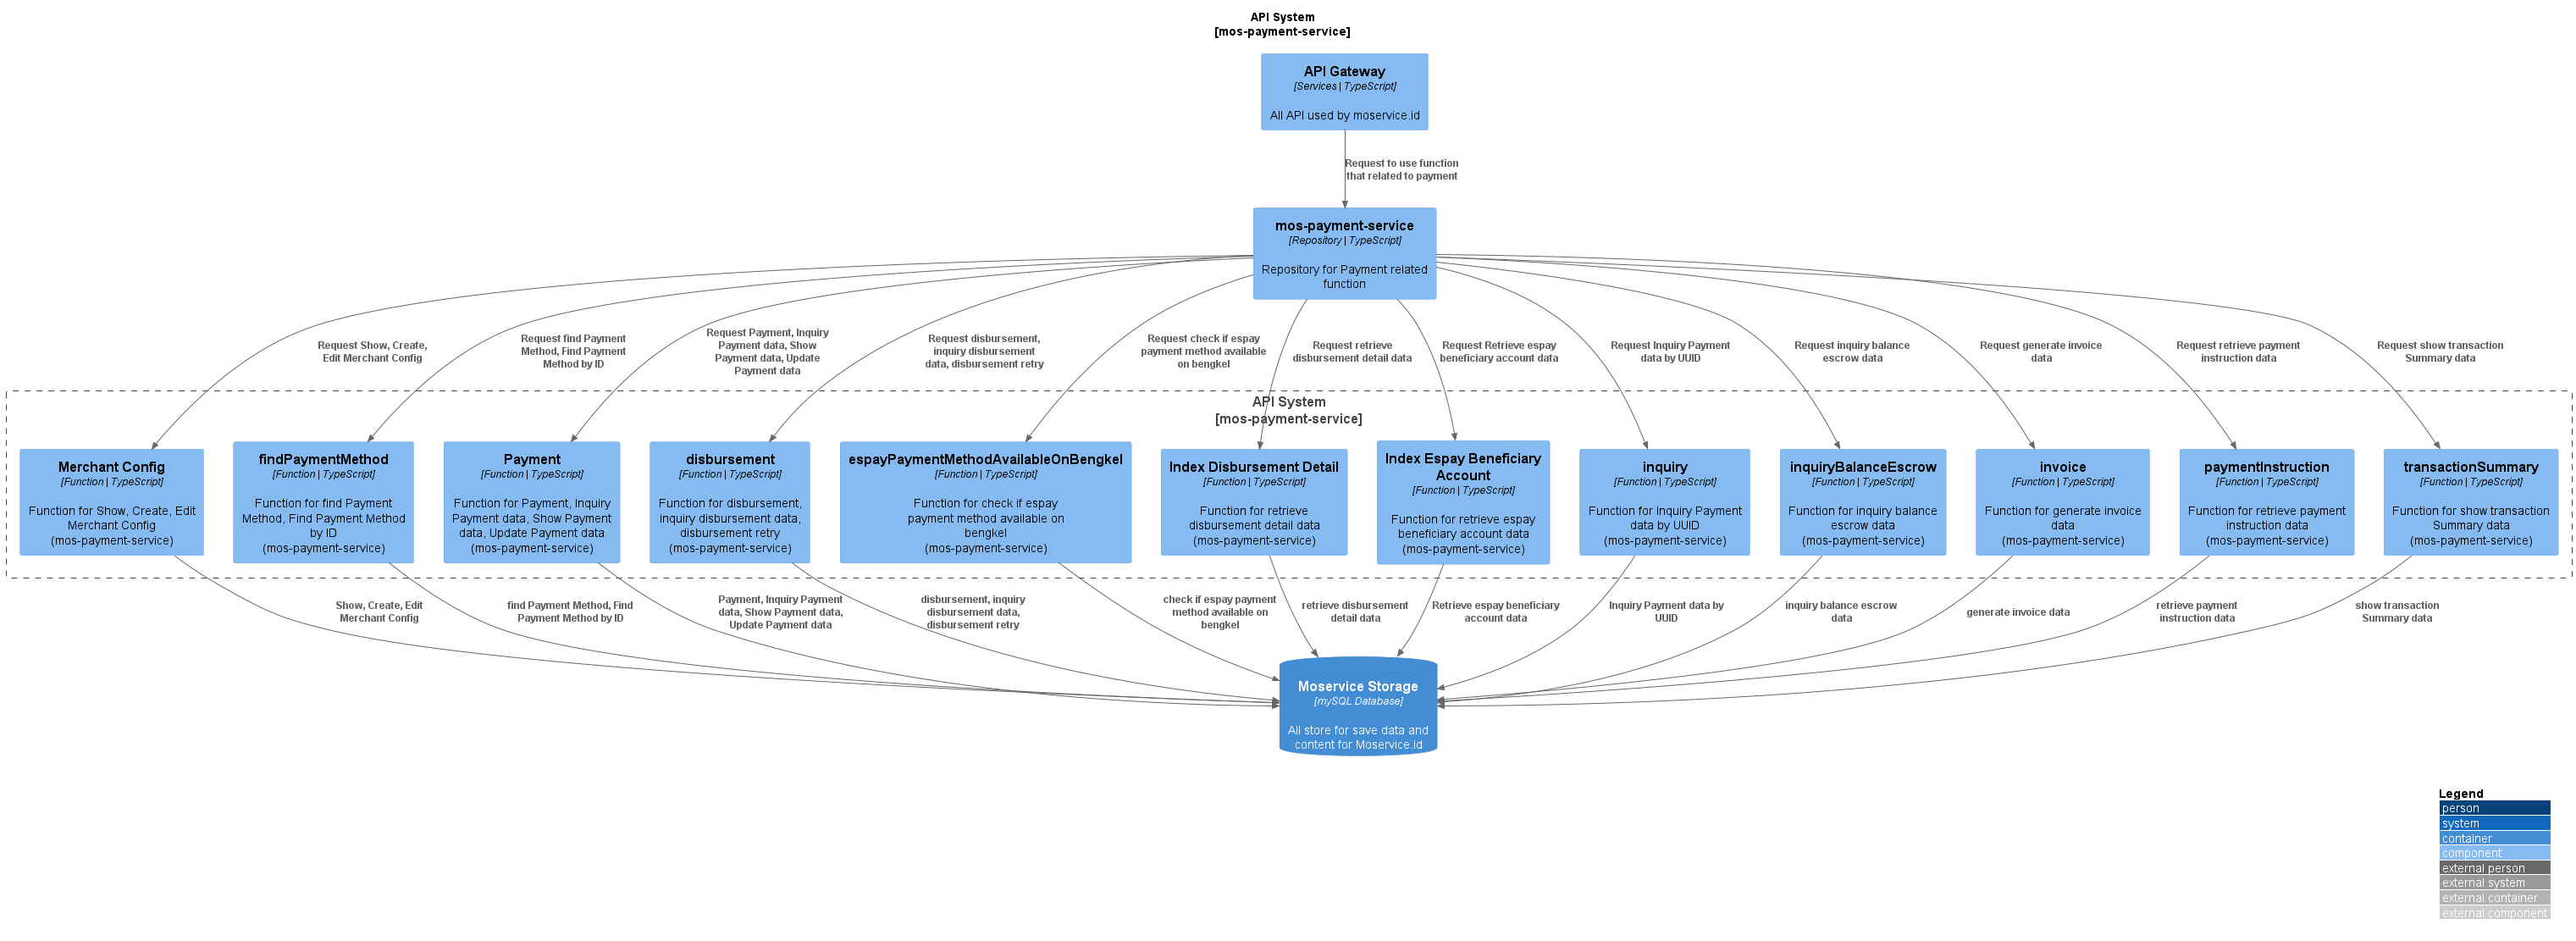 API System
[mos-payment-service]
API Gateway
[Services | TypeScript]
All API used by moservice.id
Request to use function
that related to payment
mos-payment-service
[Repository | TypeScript]
Repository for Payment related
function
Request Show, Create,
Edit Merchant Config
Request find Payment
Method, Find Payment
Method by ID
Request Payment, Inquiry
Payment data, Show
Payment data, Update
Payment data
Request disbursement,
inquiry disbursement
data, disbursement retry
Request check if espay
payment method available
on bengkel
Request retrieve
disbursement detail data
Request Retrieve espay
beneficiary account data
Request Inquiry Payment
data by UUID
Request inquiry balance
escrow data
Request generate invoice
data
Request retrieve payment
instruction data
Request show transaction
Summary data
API System
[mos-payment-service]
Merchant Config
[Function | TypeScript]
Function for Show, Create, Edit
Merchant Config
(mos-payment-service)
findPaymentMethod
[Function | TypeScript]
Function for find Payment
Method, Find Payment Method
by ID
(mos-payment-service)
Payment
[Function | TypeScript]
Function for Payment, Inquiry
Payment data, Show Payment
data, Update Payment data
(mos-payment-service)
disbursement
[Function | TypeScript]
Function for disbursement,
inquiry disbursement data,
disbursement retry
(mos-payment-service)
espayPaymentMethodAvailableOnBengkel
[Function | TypeScript]
Function for check if espay
payment method available on
bengkel
(mos-payment-service)
Index Disbursement Detail
[Function | TypeScript]
Function for retrieve
disbursement detail data
(mos-payment-service)
Index Espay Beneficiary
Account
[Function | TypeScript]
Function for retrieve espay
beneficiary account data
(mos-payment-service)
inquiry
[Function | TypeScript]
Function for Inquiry Payment
data by UUID
(mos-payment-service)
inquiryBalanceEscrow
[Function | TypeScript]
Function for inquiry balance
escrow data
(mos-payment-service)
invoice
[Function | TypeScript]
Function for generate invoice
data
(mos-payment-service)
paymentInstruction
[Function | TypeScript]
Function for retrieve payment
instruction data
(mos-payment-service)
transactionSummary
[Function | TypeScript]
Function for show transaction
Summary data
(mos-payment-service)
Show, Create, Edit
Merchant Config
find Payment Method, Find
Payment Method by ID
Payment, Inquiry Payment
data, Show Payment data,
Update Payment data
disbursement, inquiry
disbursement data,
disbursement retry
check if espay payment
method available on
bengkel
retrieve disbursement
detail data
Retrieve espay beneficiary
account data
Inquiry Payment data by
UUID
inquiry balance escrow
data
generate invoice data
retrieve payment
instruction data
show transaction
Summary data
Moservice Storage
[mySQL Database]
All store for save data and
content for Moservice.id
Legend
person
system
container
component
external person
external system
external container
external component